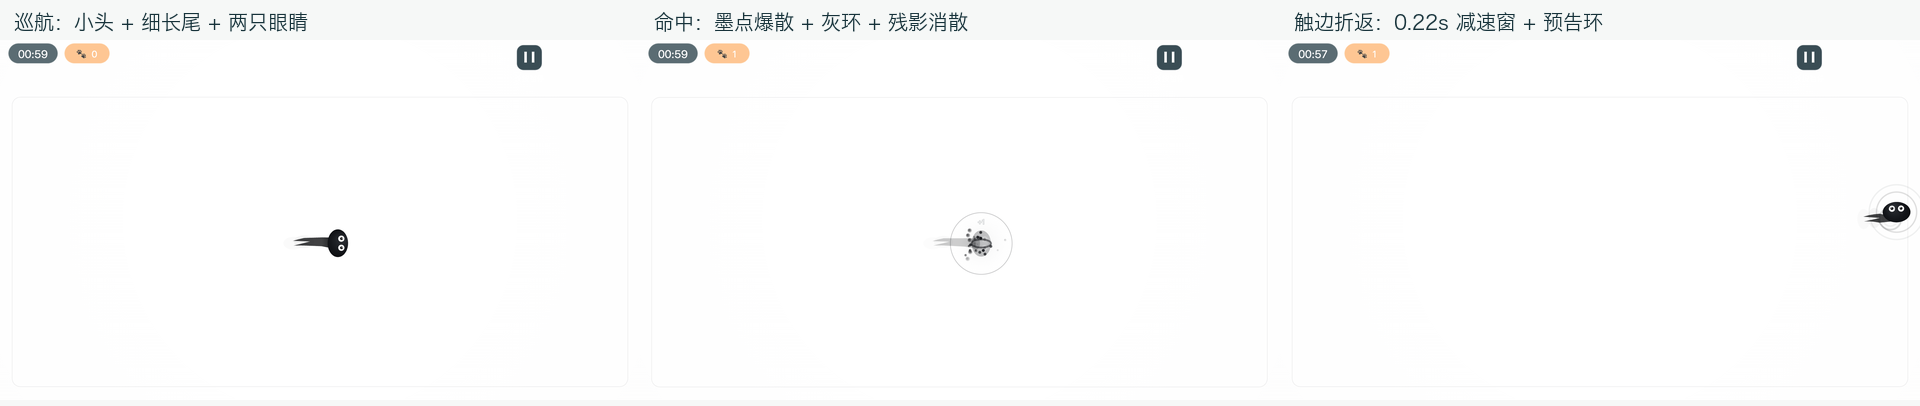 巡航：小头 + 细长尾 + 两只眼睛
00:59 0
命中：墨点爆散 + 灰环 + 残影消散
00:59 1
触边折返：0.22s 减速窗 + 预告环
00:57 1